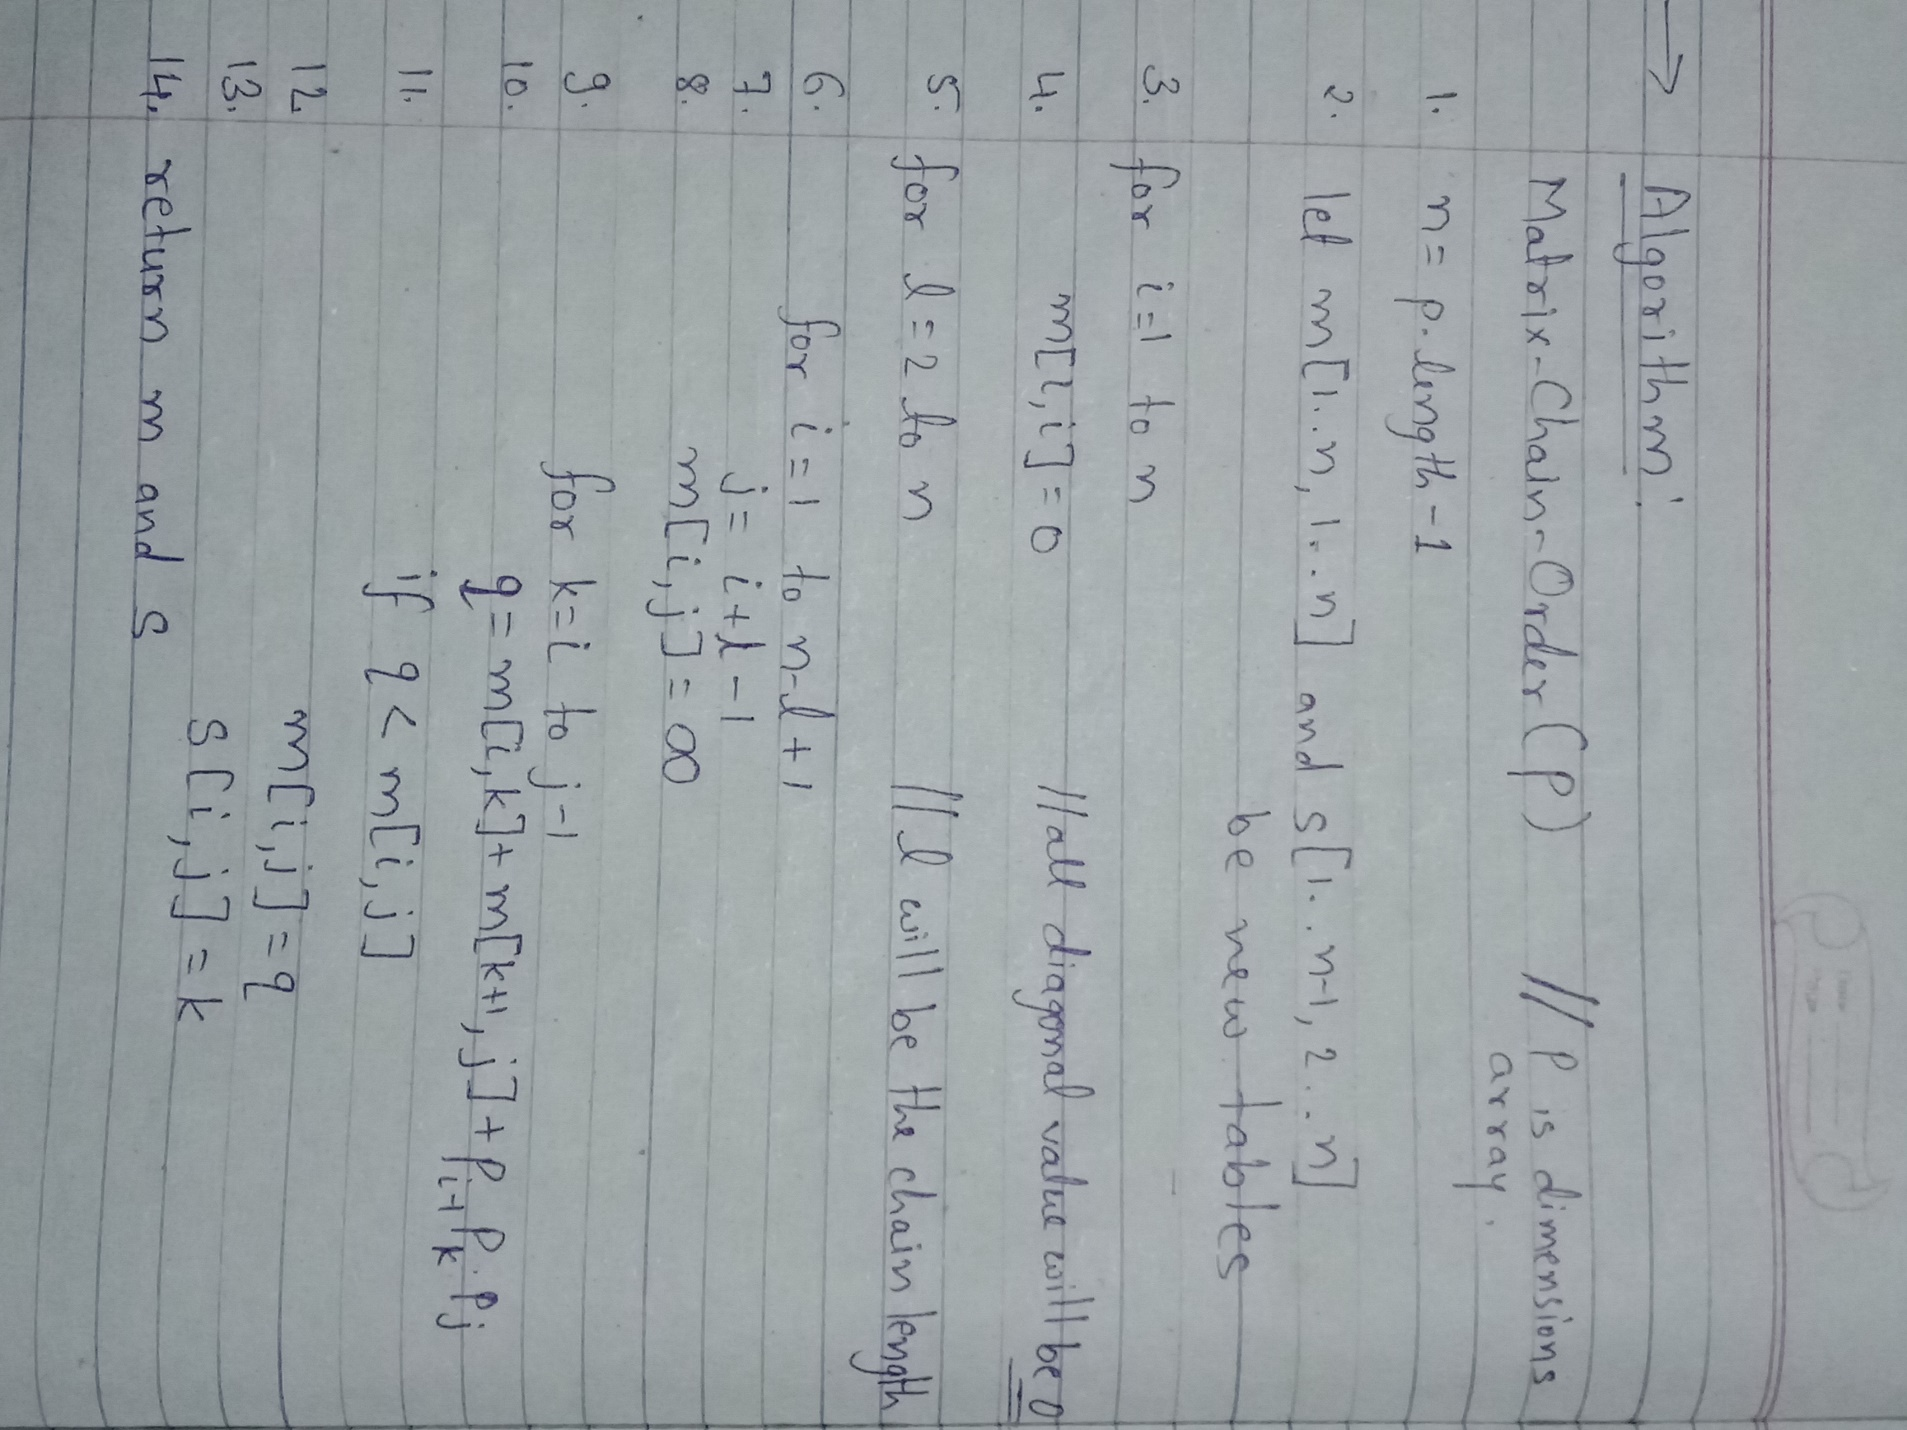 → Algorithm:
Matrix-Chain-Order(P) // P is dimensions
array.
1. n = p.length-1
2. let m[1..n, 1..n] and s[1..n-1, 2..n]
be new tables
3. for i=1 to n
4. m[i,i]=0 //all diagonal value will be 0
5. for l=2 to n // l will be the chain length
6. for i=1 to n-l+1
7. j= i+l-1
8. m[i,j]=∞
9. for k=i to j-1
10. q=m[i,k]+m[k+1,j]+Pi-1Pk.Pj
11. if q<m[i,j]
12. m[i,j]=q
13. s[i,j]=k
14. return m and s